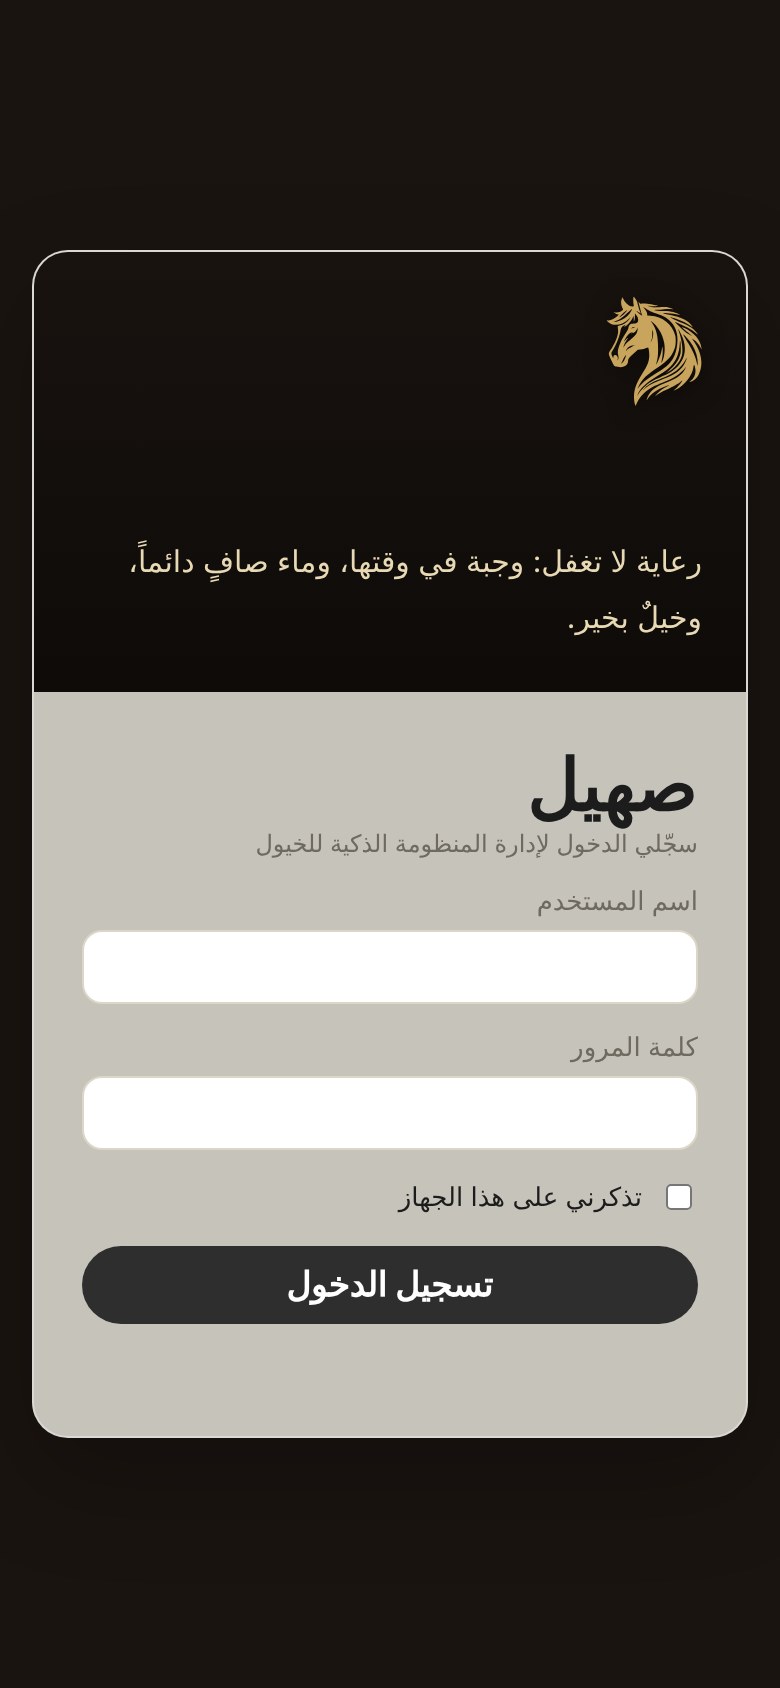 رعاية لا تغفل: وجبة في وقتها، وماء صافٍ دائماً،
وخيلٌ بخير.
صهيل
سجّلي الدخول لإدارة المنظومة الذكية للخيول
اسم المستخدم
كلمة المرور
تذكرني على هذا الجهاز
تسجيل الدخول